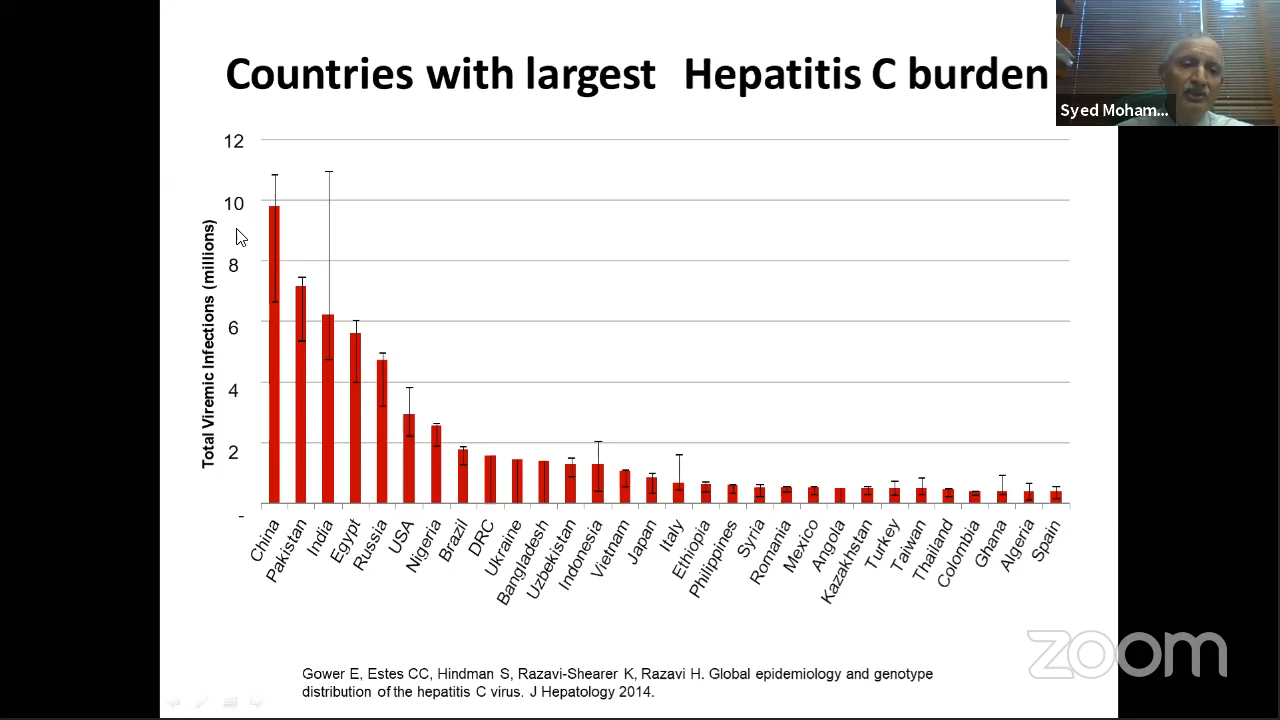 Countries with largest Hepatitis C burden
Syed Moham...
Total Viremic Infections (millions)
12
10
8
6
4
2
-
China
Pakistan
India
Egypt
Russia
USA
Nigeria
Brazil
DRC
Ukraine
Bangladesh
Uzbekistan
Indonesia
Vietnam
Japan
Italy
Ethiopia
Philippines
Syria
Romania
Mexico
Angola
Kazakhstan
Turkey
Taiwan
Thailand
Colombia
Ghana
Algeria
Spain
Gower E, Estes CC, Hindman S, Razavi-Shearer K, Razavi H. Global epidemiology and genotype
distribution of the hepatitis C virus. J Hepatology 2014.
zoom